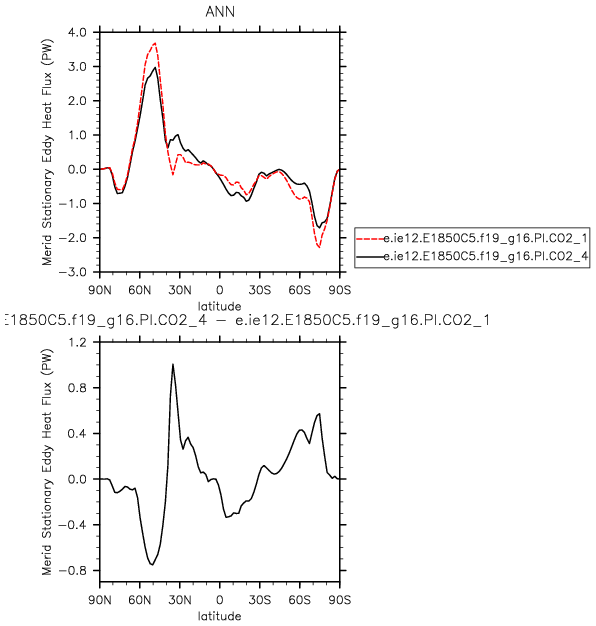 ANN
Merid Stationary Eddy Heat Flux (PW)
4.0
3.0
2.0
1.0
0.0
−1.0
−2.0
−3.0
90N 60N 30N 0 30S 60S 90S
latitude
e.ie12.E1850C5.f19_g16.PI.CO2_1
e.ie12.E1850C5.f19_g16.PI.CO2_4
E1850C5.f19_g16.PI.CO2_4 − e.ie12.E1850C5.f19_g16.PI.CO2_1
Merid Stationary Eddy Heat Flux (PW)
1.2
0.8
0.4
0.0
−0.4
−0.8
90N 60N 30N 0 30S 60S 90S
latitude